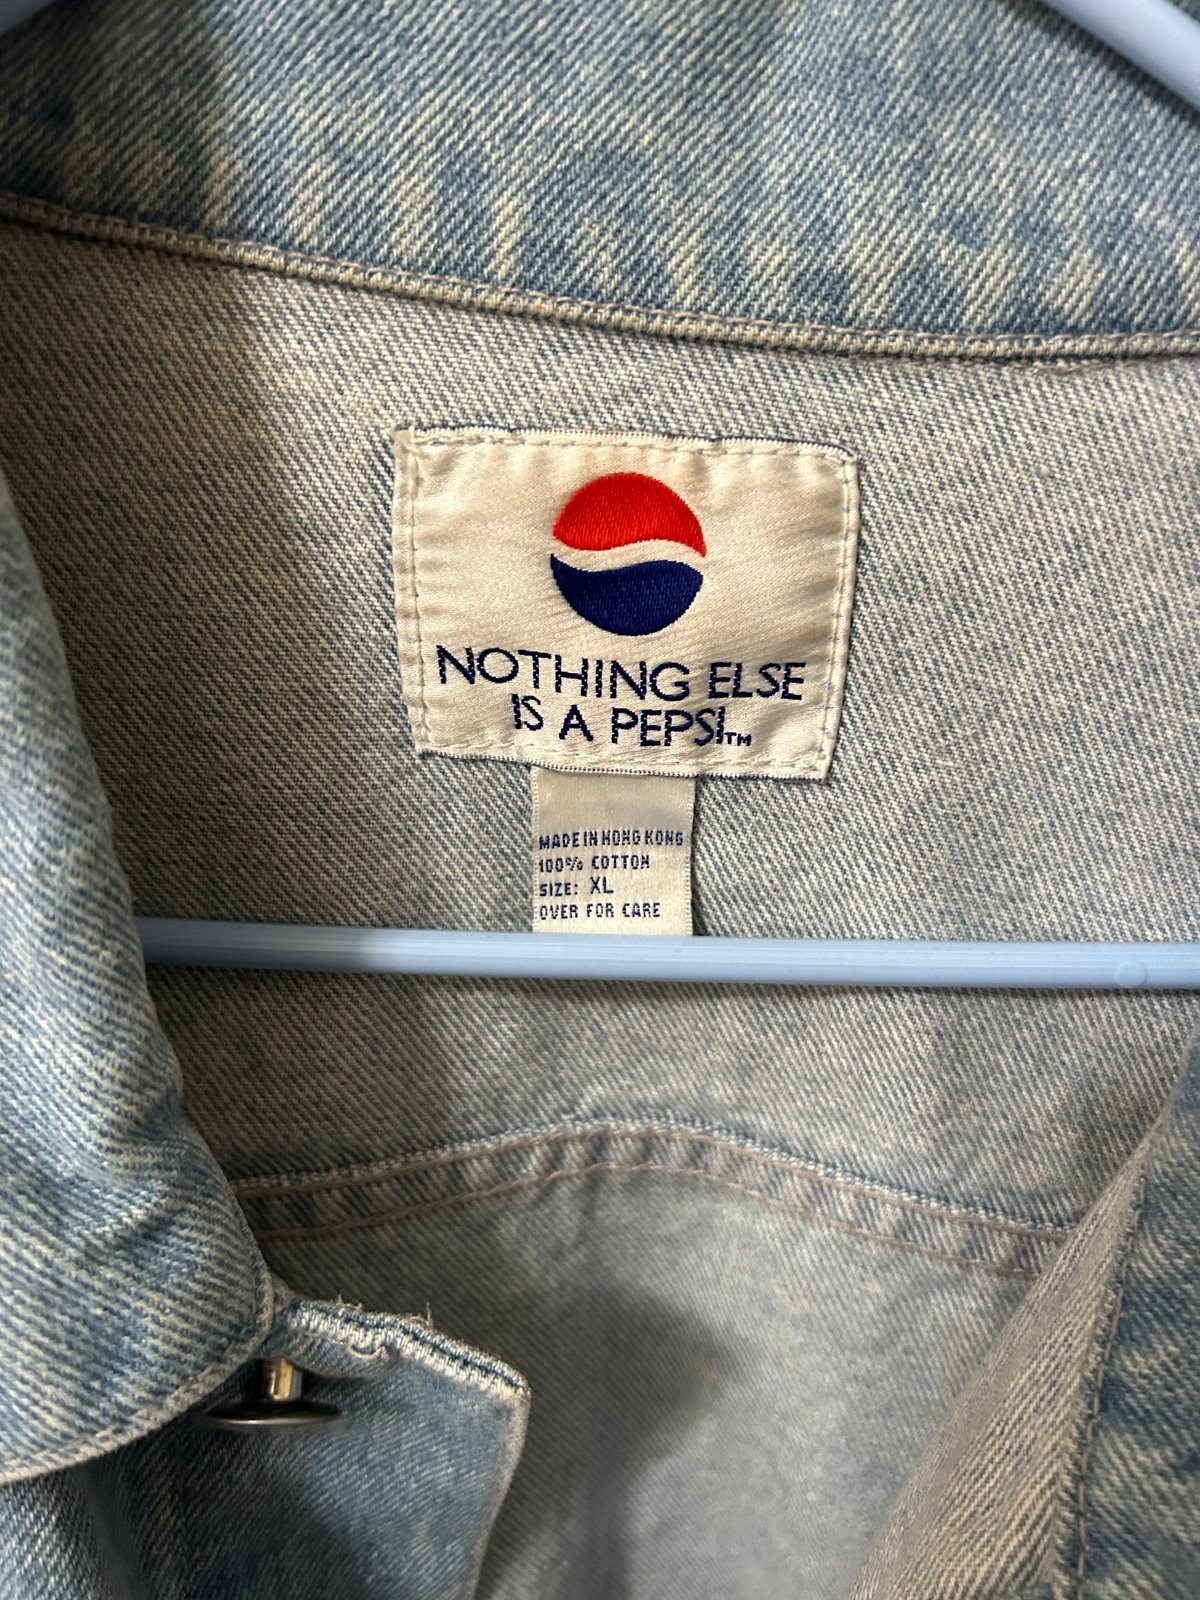 NOTHING ELSE
IS A PEPSI™
MADE IN HONG KONG
100% COTTON
SIZE: XL
OVER FOR CARE